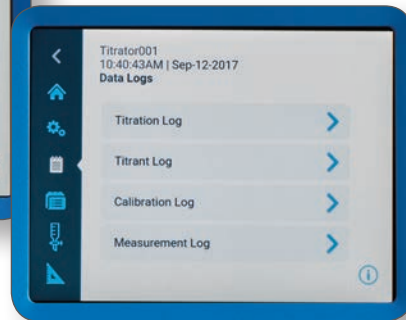 Titrator001
10:40:43AM | Sep-12-2017
Data Logs
Titration Log
Titrant Log
Calibration Log
Measurement Log